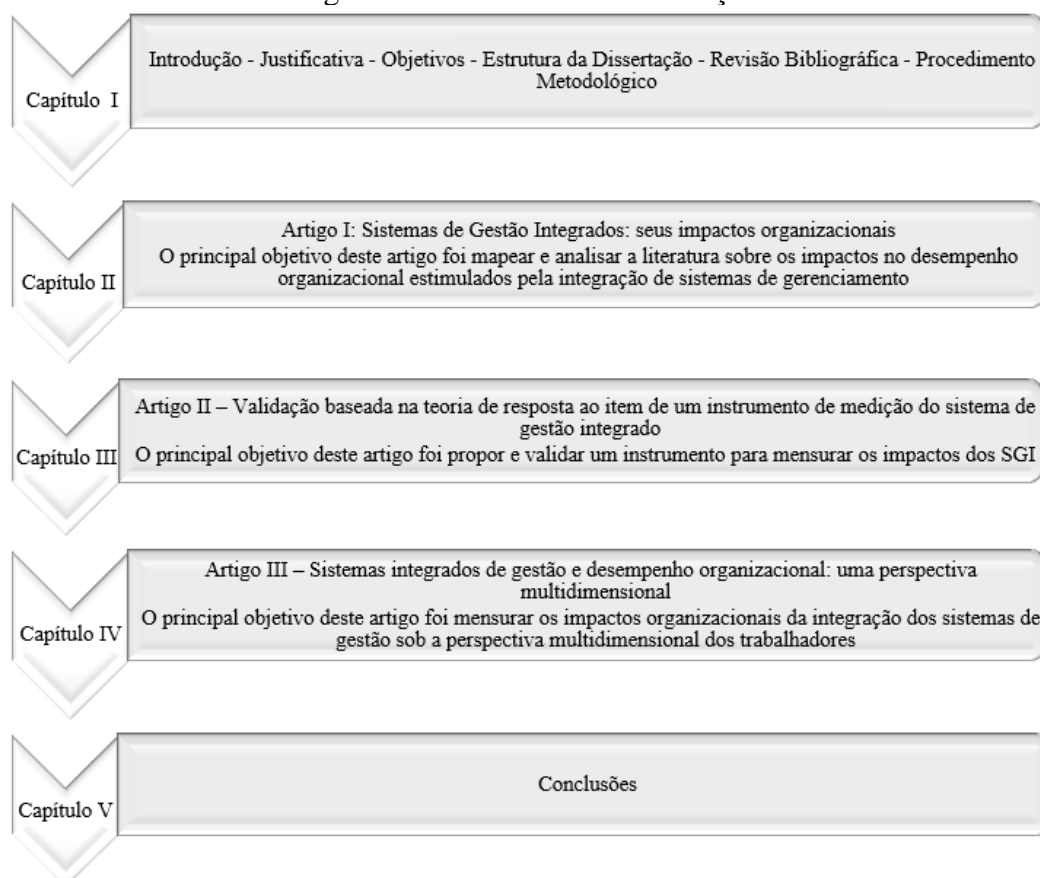 Capítulo I
Introdução - Justificativa - Objetivos - Estrutura da Dissertação - Revisão Bibliográfica - Procedimento
Metodológico
Capítulo II
Artigo I: Sistemas de Gestão Integrados: seus impactos organizacionais
O principal objetivo deste artigo foi mapear e analisar a literatura sobre os impactos no desempenho
organizacional estimulados pela integração de sistemas de gerenciamento
Capítulo III
Artigo II – Validação baseada na teoria de resposta ao item de um instrumento de medição do sistema de
gestão integrado
O principal objetivo deste artigo foi propor e validar um instrumento para mensurar os impactos dos SGI
Capítulo IV
Artigo III – Sistemas integrados de gestão e desempenho organizacional: uma perspectiva
multidimensional
O principal objetivo deste artigo foi mensurar os impactos organizacionais da integração dos sistemas de
gestão sob a perspectiva multidimensional dos trabalhadores
Capítulo V
Conclusões